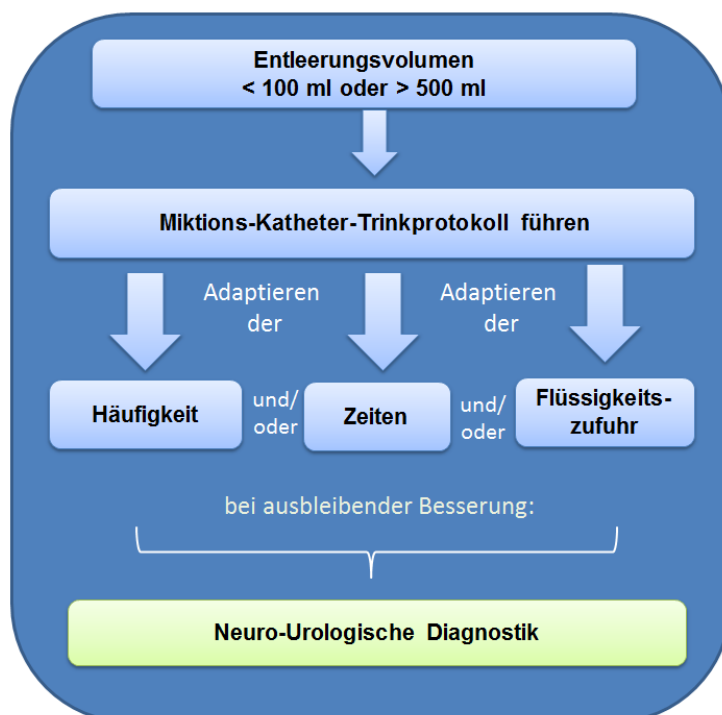 Entleerungsvolumen
< 100 ml oder > 500 ml
Miktions-Katheter-Trinkprotokoll führen
Adaptieren
der
Adaptieren
der
Häufigkeit
und/
oder
Zeiten
und/
oder
Flüssigkeits-
zufuhr
bei ausbleibender Besserung:
Neuro-Urologische Diagnostik